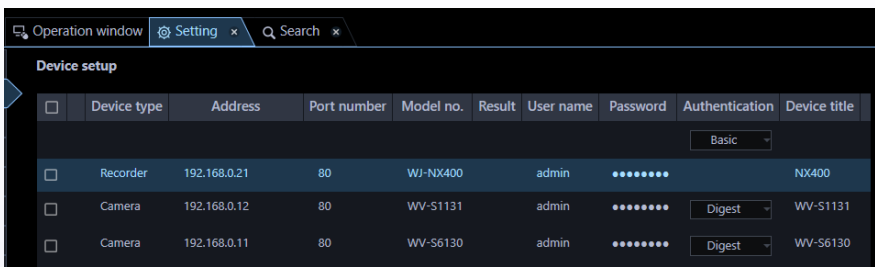 Operation window Setting × Search ×
Device setup
Device type Address Port number Model no. Result User name Password Authentication Device title
Basic
Recorder 192.168.0.21 80 WJ-NX400 admin ●●●●●●●● NX400
Camera 192.168.0.12 80 WV-S1131 admin ●●●●●●●● Digest WV-S1131
Camera 192.168.0.11 80 WV-S6130 admin ●●●●●●●● Digest WV-S6130